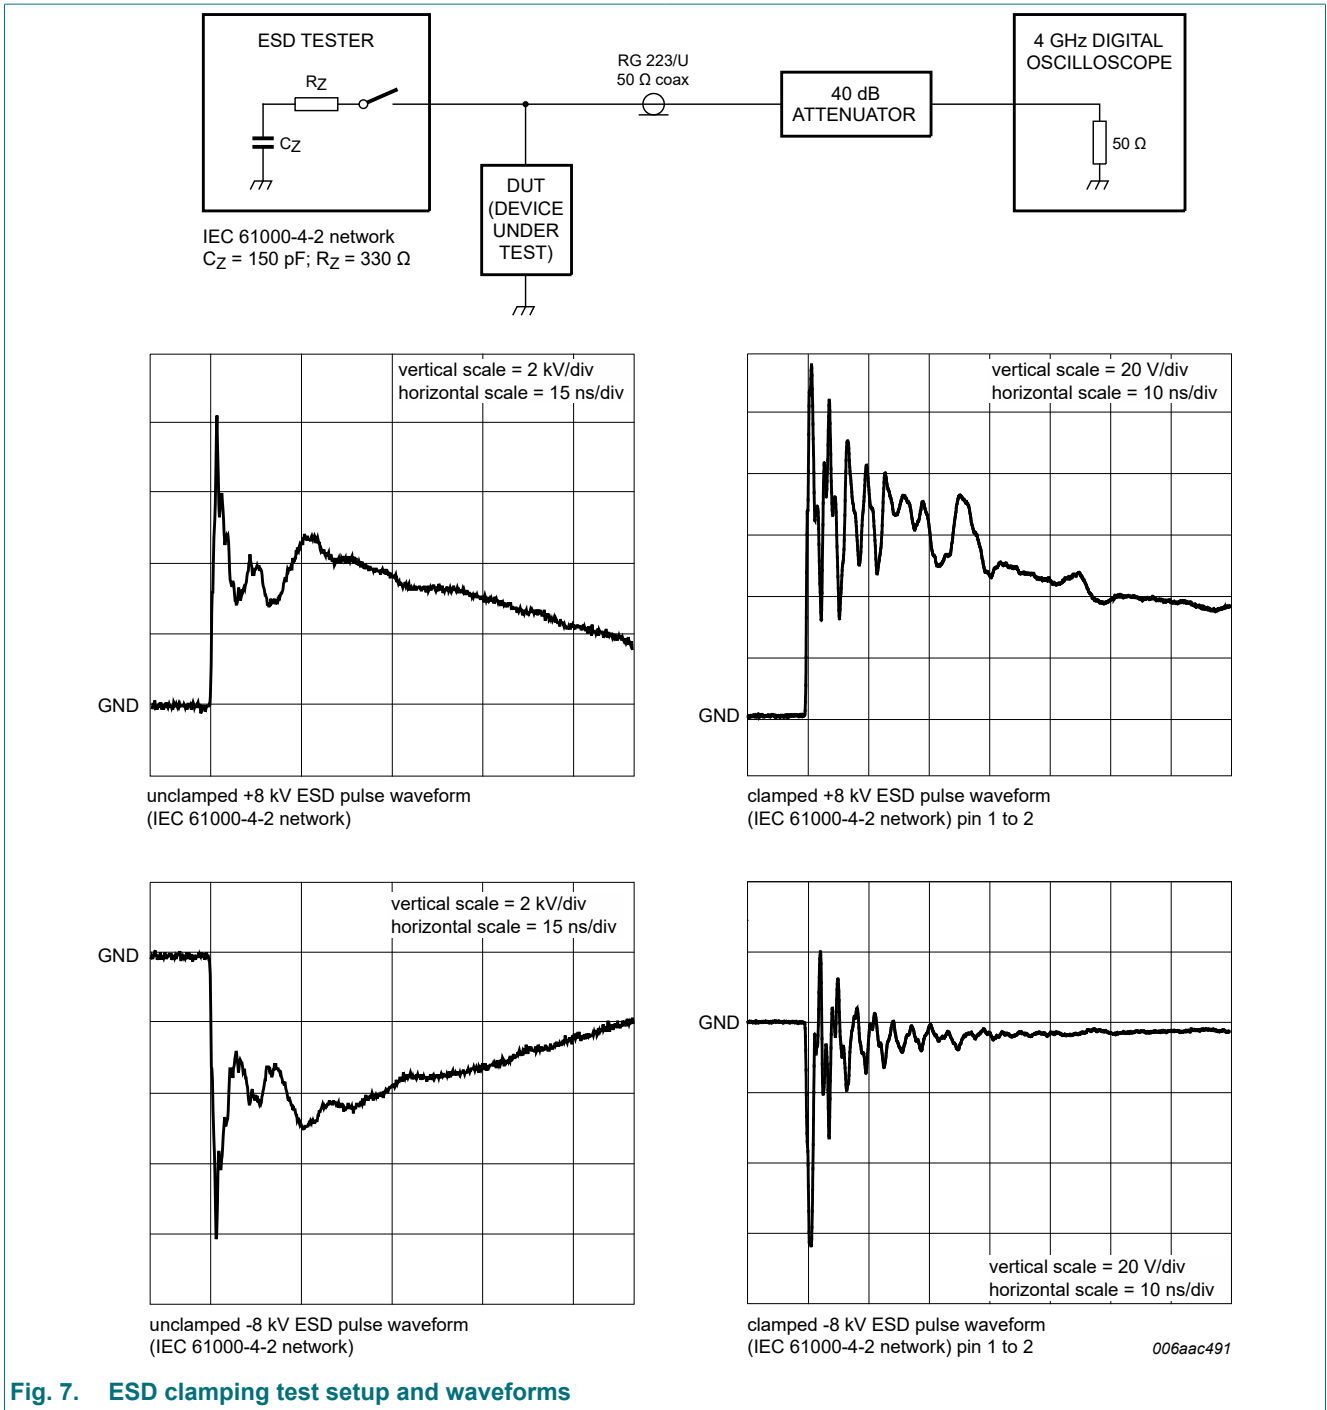 ESD TESTER
RZ
CZ
IEC 61000-4-2 network
CZ = 150 pF; RZ = 330 Ω
DUT
(DEVICE
UNDER
TEST)
RG 223/U
50 Ω coax
40 dB
ATTENUATOR
4 GHz DIGITAL
OSCILLOSCOPE
50 Ω
vertical scale = 2 kV/div
horizontal scale = 15 ns/div
GND
unclamped +8 kV ESD pulse waveform
(IEC 61000-4-2 network)
vertical scale = 20 V/div
horizontal scale = 10 ns/div
GND
clamped +8 kV ESD pulse waveform
(IEC 61000-4-2 network) pin 1 to 2
vertical scale = 2 kV/div
horizontal scale = 15 ns/div
GND
unclamped -8 kV ESD pulse waveform
(IEC 61000-4-2 network)
GND
vertical scale = 20 V/div
horizontal scale = 10 ns/div
clamped -8 kV ESD pulse waveform
(IEC 61000-4-2 network) pin 1 to 2
006aac491
Fig. 7. ESD clamping test setup and waveforms